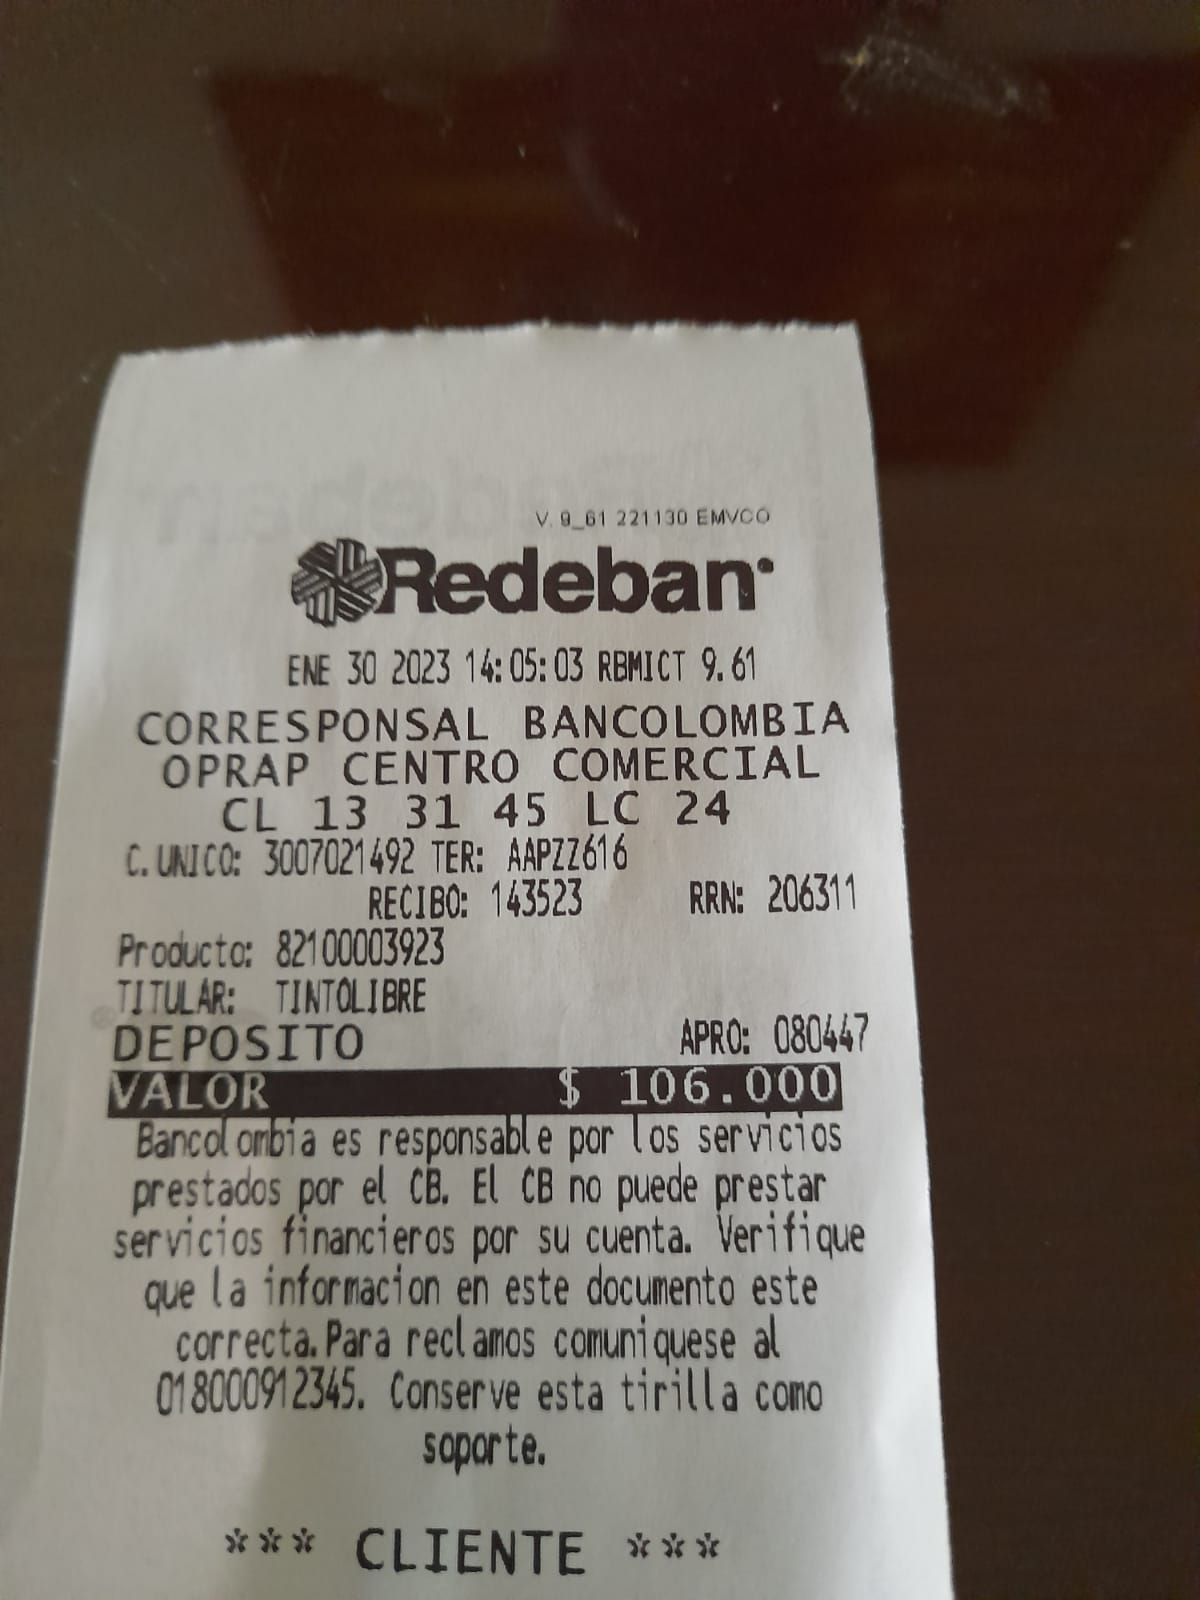 V. 9_61 221130 EMVCO
Redeban
ENE 30 2023 14:05:03 RBMICT 9.61
CORRESPONSAL BANCOLOMBIA
OPRAP CENTRO COMERCIAL
CL 13 31 45 LC 24
C. UNICO: 3007021492 TER: AAPZZ616
RECIBO: 143523 RRN: 206311
Producto: 82100003923
TITULAR: TINTOLIBRE
DEPOSITO APRO: 080447
VALOR $ 106.000
Bancolombia es responsable por los servicios
prestados por el CB. El CB no puede prestar
servicios financieros por su cuenta. Verifique
que la informacion en este documento este
correcta. Para reclamos comuniquese al
018000912345. Conserve esta tirilla como
soporte.
*** CLIENTE ***